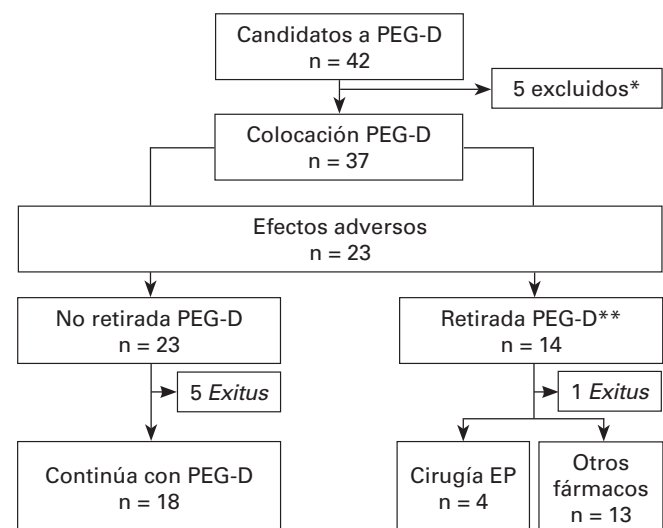 Candidatos a PEG-D
n = 42
5 excluidos*
Colocación PEG-D
n = 37
Efectos adversos
n = 23
No retirada PEG-D
n = 23
Retirada PEG-D**
n = 14
5 Exitus
1 Exitus
Continúa con PEG-D
n = 18
Cirugía EP
n = 4
Otros
fármacos
n = 13